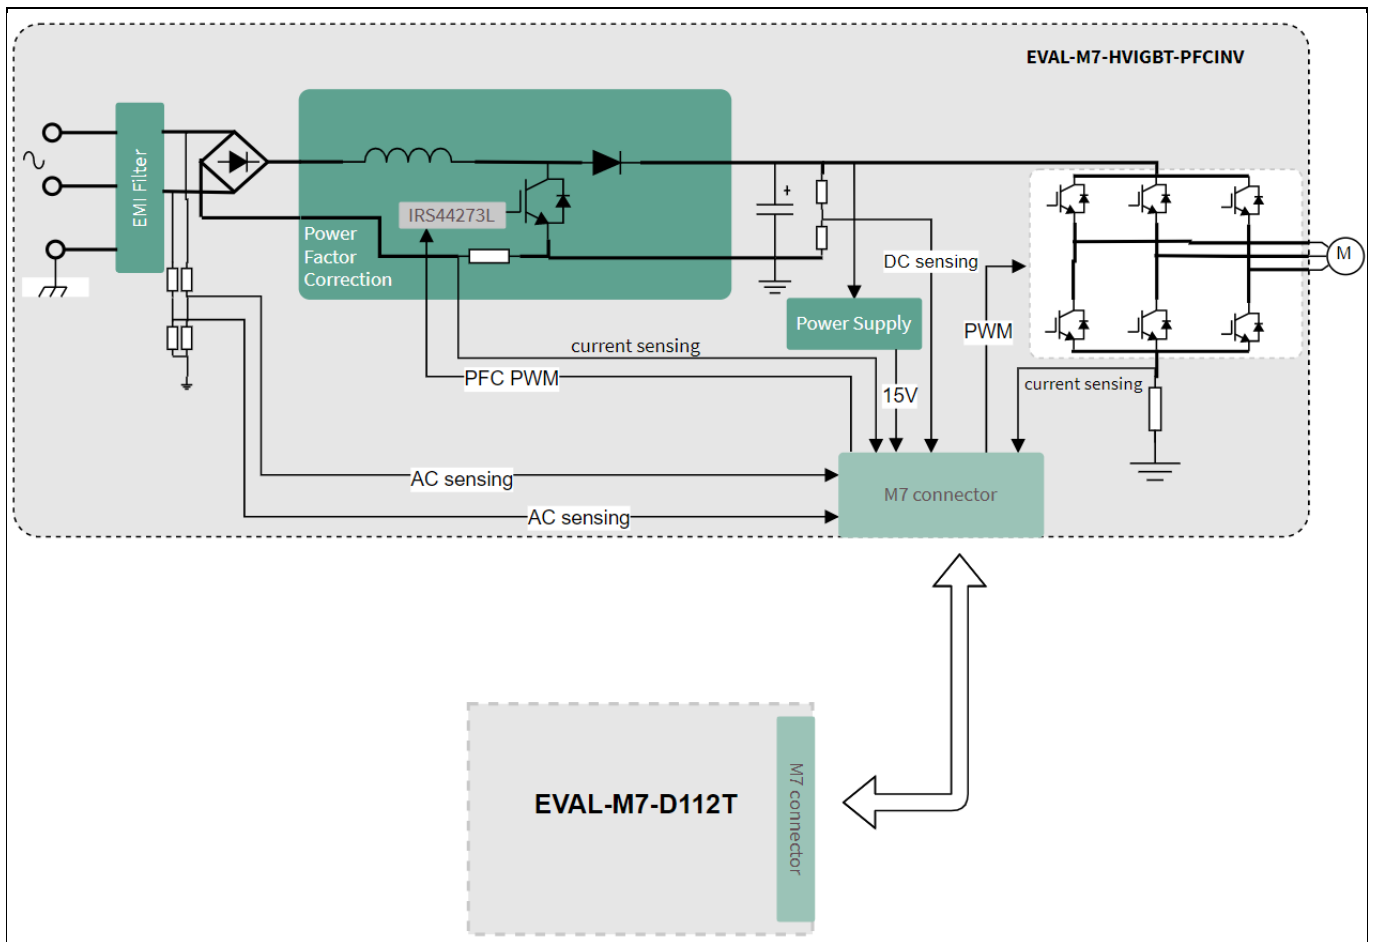 EVAL-M7-HVIGBT-PFCINV
EMI Filter
IRS44273L
Power
Factor
Correction
DC sensing
M
Power Supply
PWM
current sensing
PFC PWM
15V
current sensing
AC sensing
M7 connector
AC sensing
EVAL-M7-D112T
M7 connector